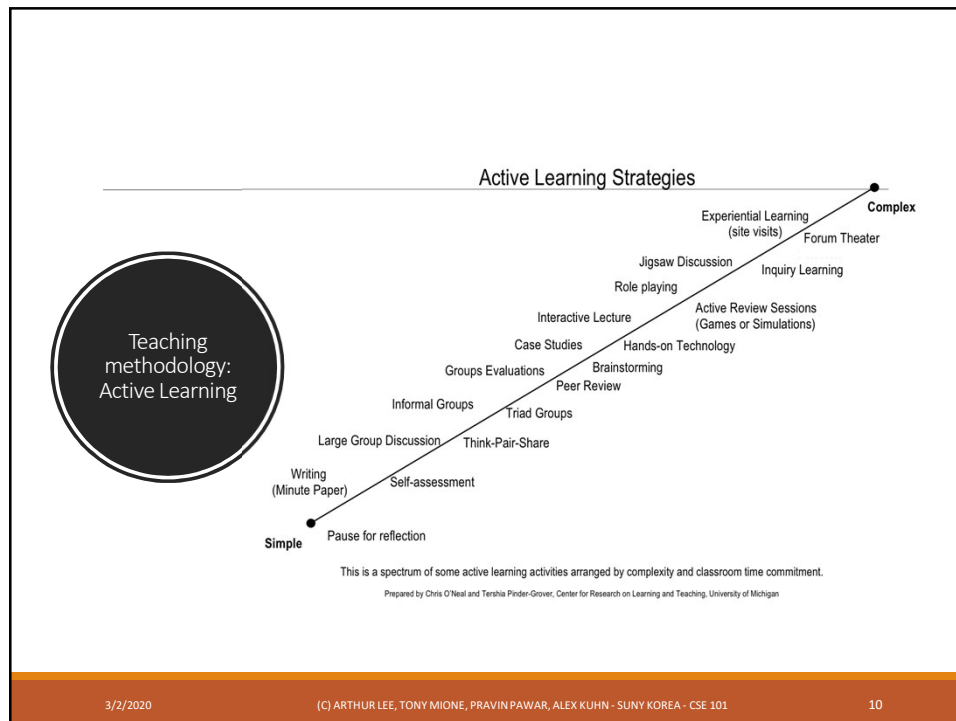 Active Learning Strategies
Complex
Experiential Learning
(site visits)
Forum Theater
Jigsaw Discussion
Inquiry Learning
Role playing
Active Review Sessions
(Games or Simulations)
Interactive Lecture
Hands-on Technology
Case Studies
Brainstorming
Groups Evaluations
Peer Review
Informal Groups
Triad Groups
Large Group Discussion
Think-Pair-Share
Writing
(Minute Paper)
Self-assessment
Pause for reflection
Simple
Teaching
methodology:
Active Learning
This is a spectrum of some active learning activities arranged by complexity and classroom time commitment.
Prepared by Chris O'Neal and Tershia Pinder-Grover, Center for Research on Learning and Teaching, University of Michigan
3/2/2020
(C) ARTHUR LEE, TONY MIONE, PRAVIN PAWAR, ALEX KUHN - SUNY KOREA - CSE 101
10